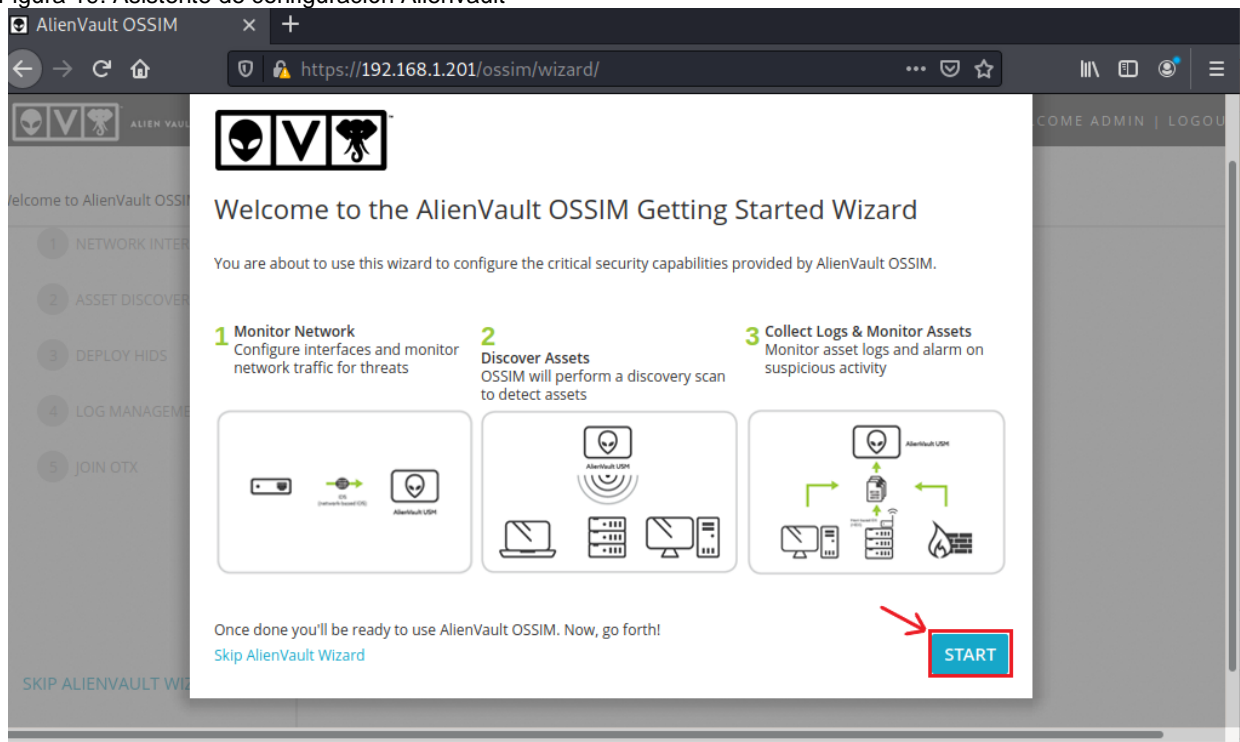 AlienVault OSSIM
https://192.168.1.201/ossim/wizard/
ALIEN VAUL
COME ADMIN | LOGOU
elcome to AlienVault OSSI
1 NETWORK INTER
2 ASSET DISCOVER
3 DEPLOY HIDS
4 LOG MANAGEME
5 JOIN OTX
SKIP ALIENVAULT WIZ
V
Welcome to the AlienVault OSSIM Getting Started Wizard
You are about to use this wizard to configure the critical security capabilities provided by AlienVault OSSIM.
1 Monitor Network
Configure interfaces and monitor
network traffic for threats
2
Discover Assets
OSSIM will perform a discovery scan
to detect assets
3 Collect Logs & Monitor Assets
Monitor asset logs and alarm on
suspicious activity
IDS
(network-based IDS)
AlienVault USM
AlienVault USM
AlienVault USM
Once done you'll be ready to use AlienVault OSSIM. Now, go forth!
Skip AlienVault Wizard
START